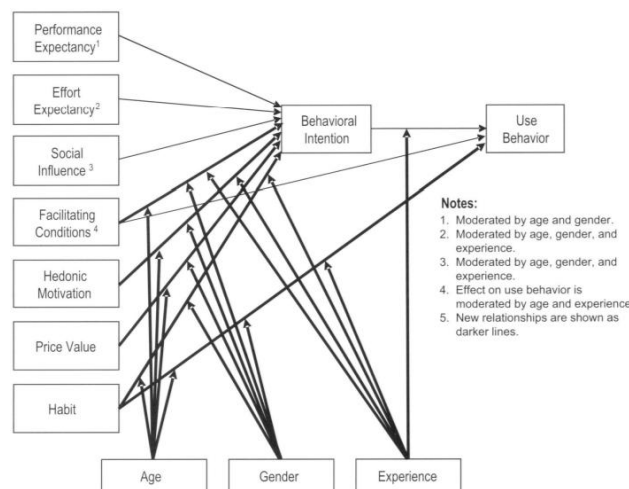 Performance
Expectancy¹
Effort
Expectancy²
Social
Influence ³
Facilitating
Conditions ⁴
Hedonic
Motivation
Price Value
Habit
Behavioral
Intention
Use
Behavior
Notes:
1. Moderated by age and gender.
2. Moderated by age, gender, and
experience.
3. Moderated by age, gender, and
experience.
4. Effect on use behavior is
moderated by age and experience
5. New relationships are shown as
darker lines.
Age
Gender
Experience